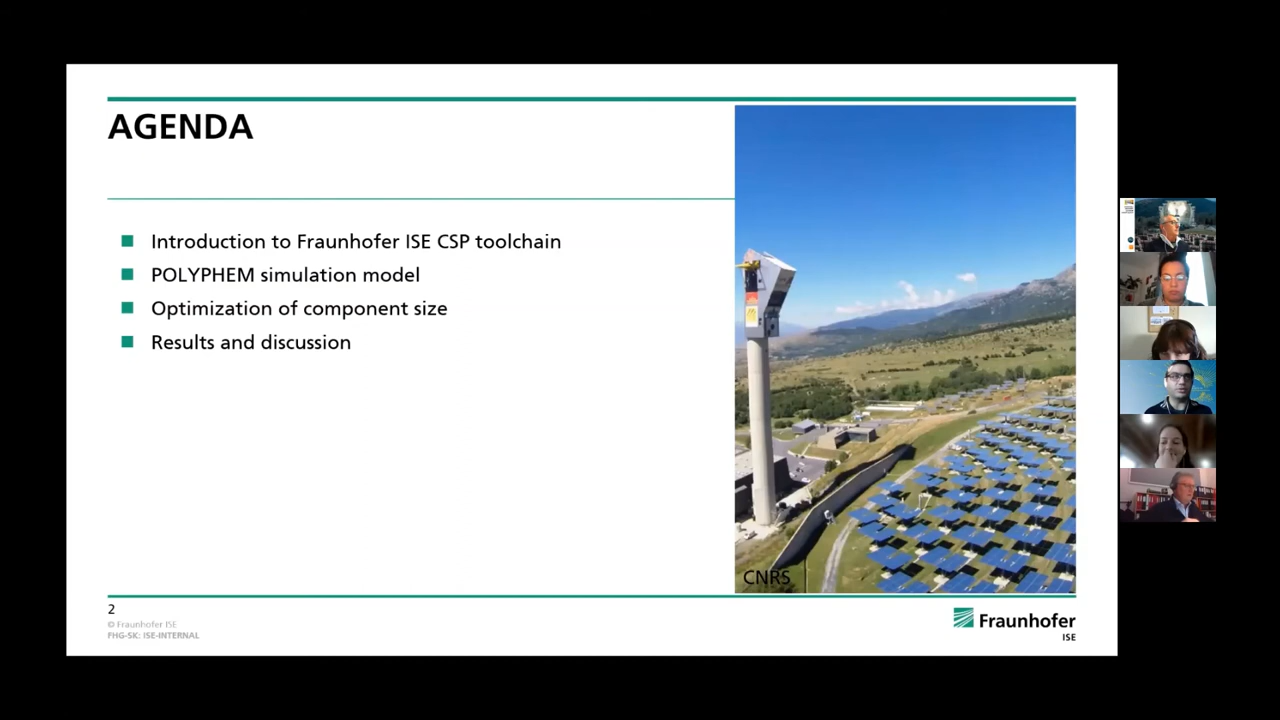 AGENDA
Introduction to Fraunhofer ISE CSP toolchain
POLYPHEM simulation model
Optimization of component size
Results and discussion
CNRS
2
© Fraunhofer ISE
FHG-SK: ISE-INTERNAL
Fraunhofer
ISE